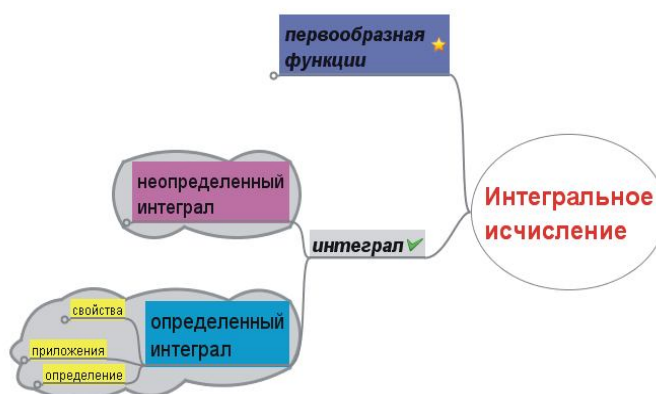 первообразная
функции
неопределенный
интеграл
интеграл
Интегральное
исчисление
свойства
приложения
определение
определенный
интеграл